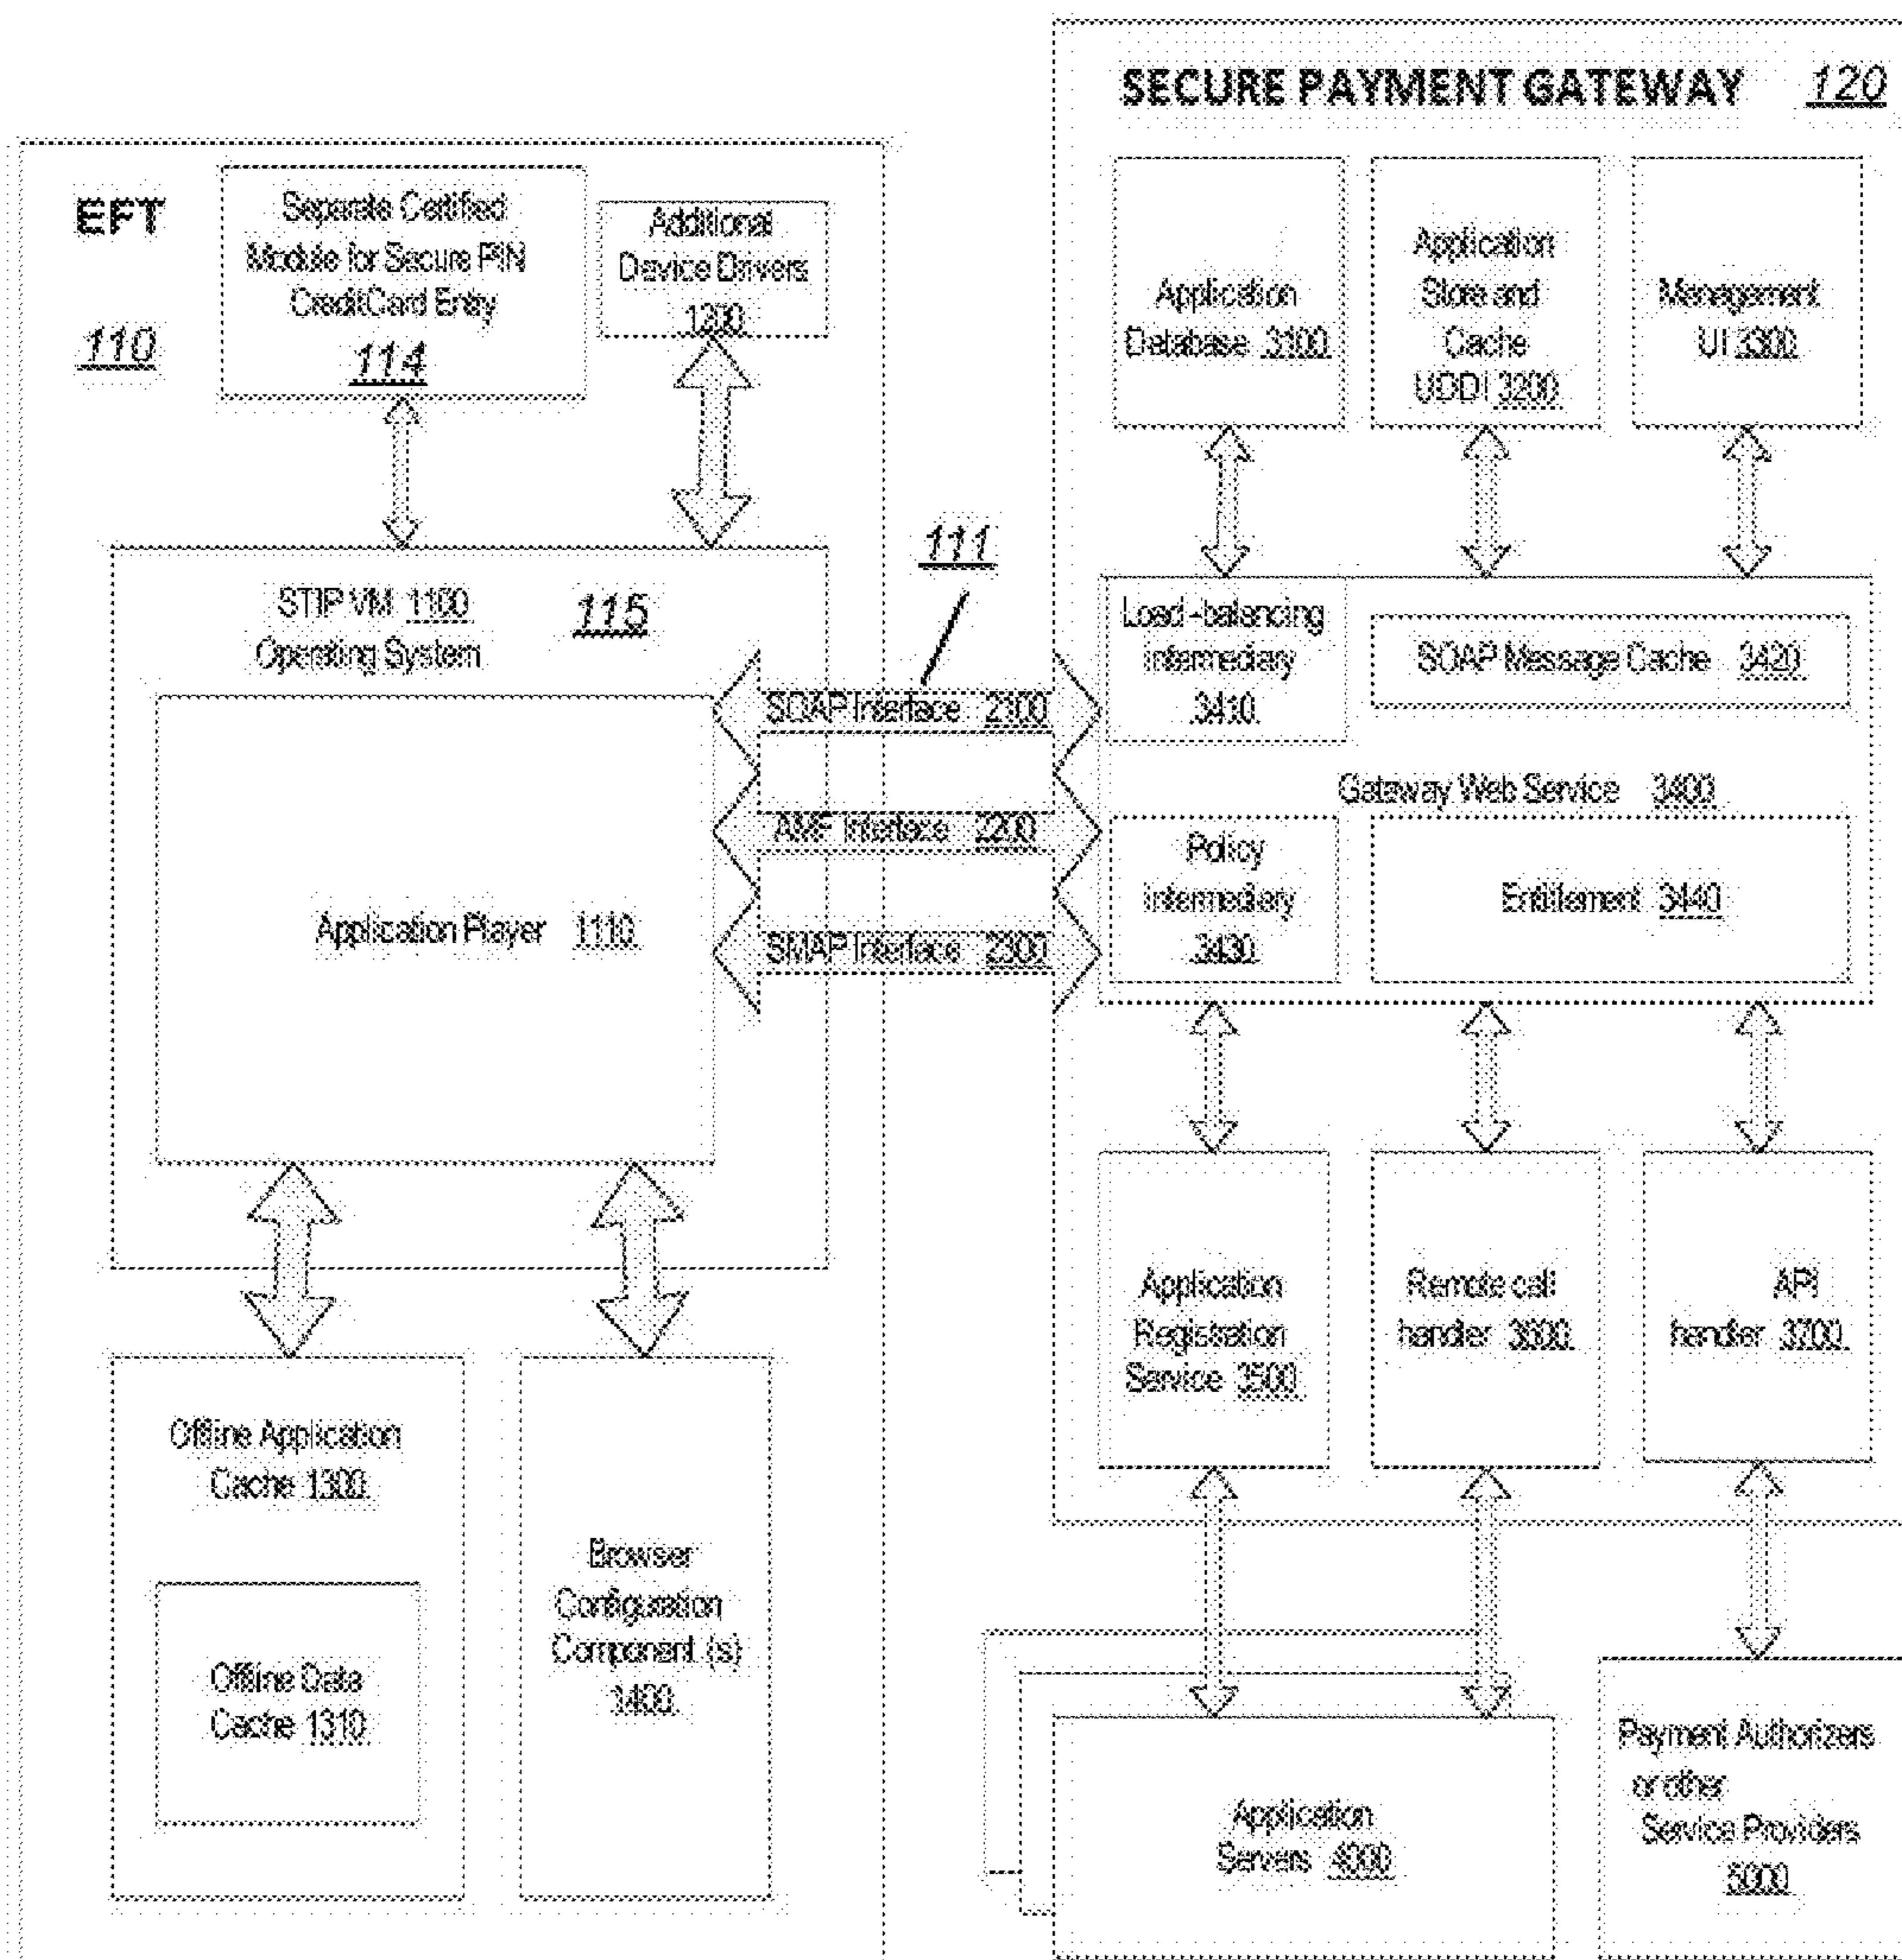 SECURE PAYMENT GATEWAY 120
EFT
110
Separate Certified
Module for Secure PIN
CreditCard Entry
114
Additional
Device Drivers
1200
Application
Database 3100
Application
Store and
Cache
UDDI 3200
Management
UI 3300
STIP VM 1100
Operating System
115
111
Application Player 1110
SOAP Interface 2100
AMF Interface 2200
SMAP Interface 2300
Load-balancing
intermediary
3410
SOAP Message Cache 3420
Gateway Web Service 3400
Policy
intermediary
3430
Entitlement 3440
Application
Registration
Service 3500
Remote call
handler 3600
API
handler 3700
Offline Application
Cache 1300
Offline Data
Cache 1310
Browser
Configuration
Component (s)
1400
Application
Servers 4000
Payment Authorizers
or other
Service Providers
5000